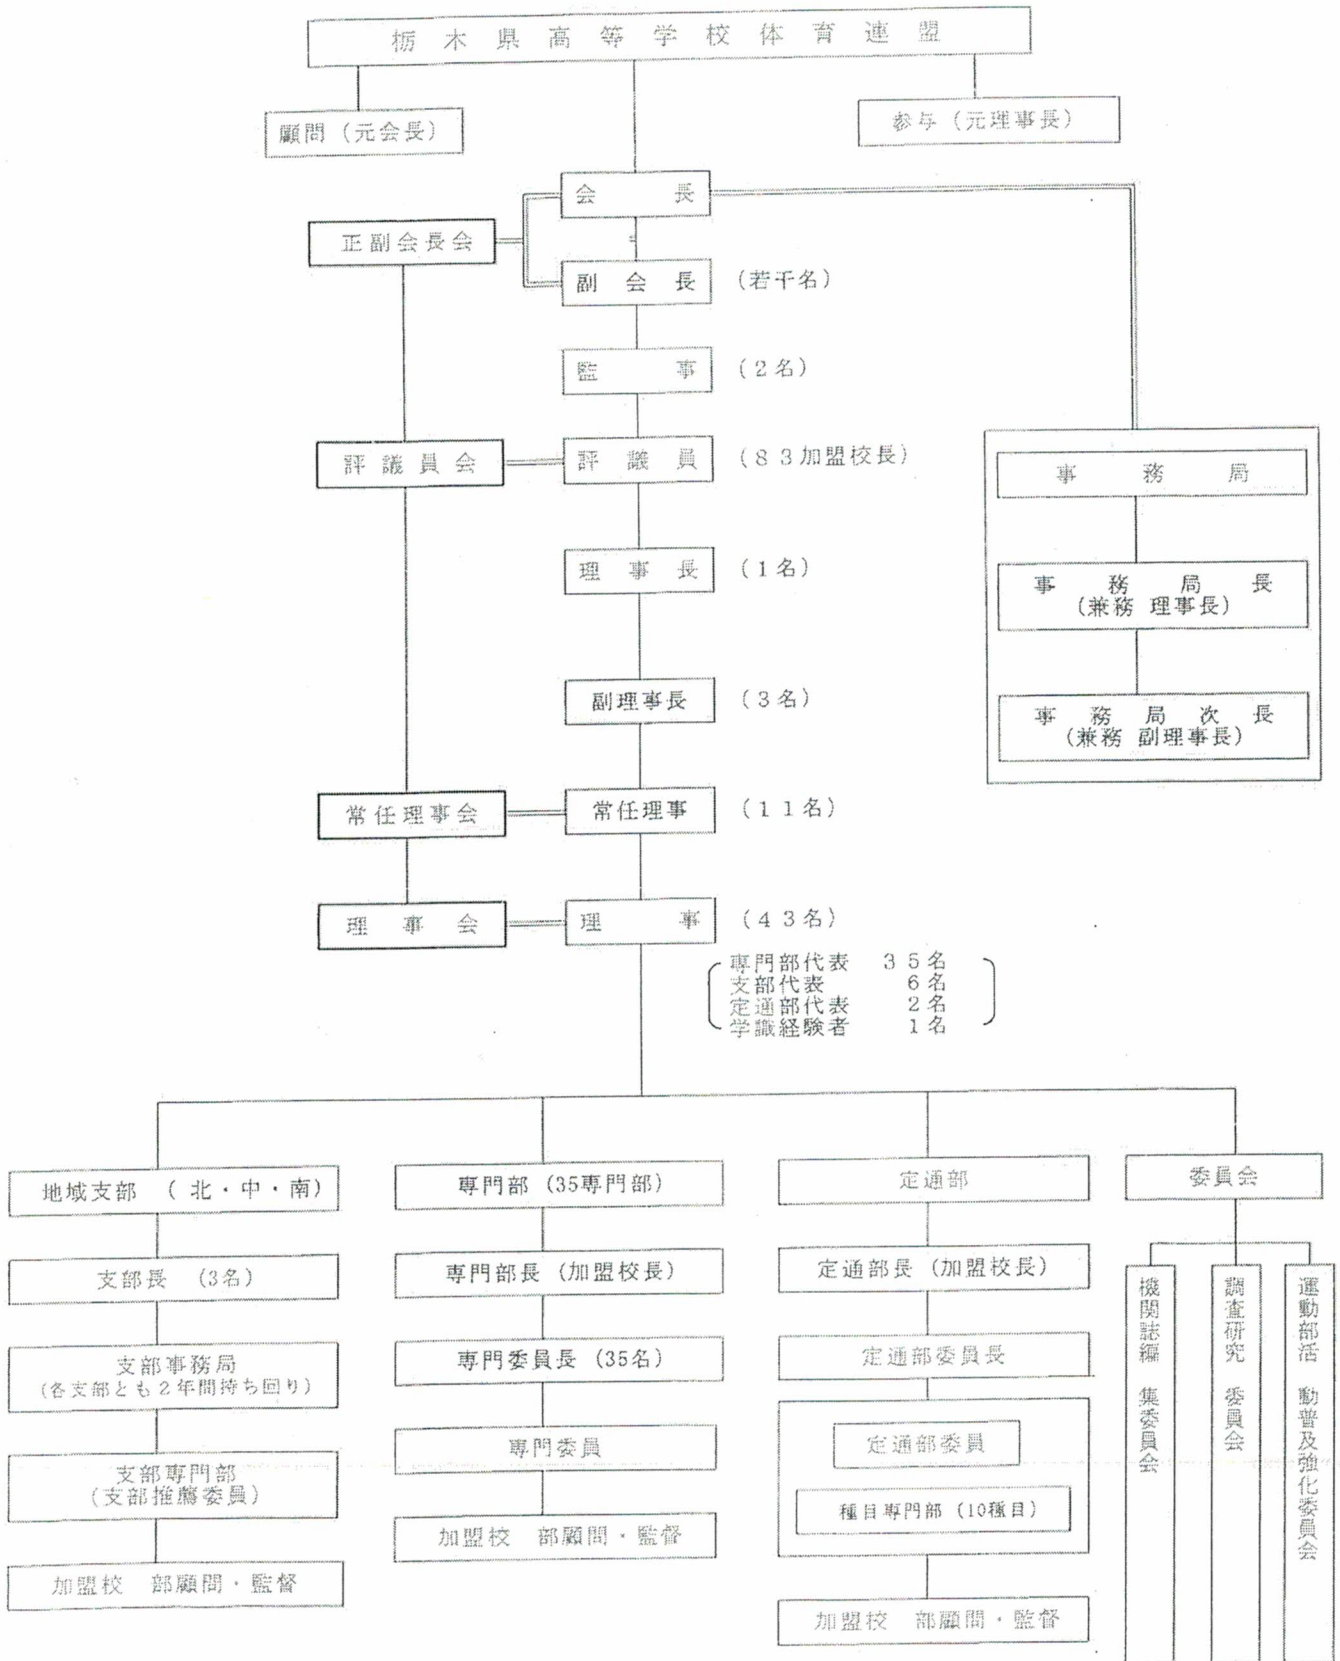 栃木県高等学校体育連盟
顧問（元会長）
参与（元理事長）
会長
正副会長会
副会長 （若干名）
監事 （2名）
評議員会
評議員 （83加盟校長）
事務局
理事長 （1名）
事務局長
（兼務 理事長）
副理事長 （3名）
事務局次長
（兼務 副理事長）
常任理事会
常任理事 （11名）
理事会
理事 （43名）
専門部代表 35名
支部代表 6名
定通部代表 2名
学識経験者 1名
地域支部 （北・中・南）
支部長 （3名）
支部事務局
（各支部とも2年間持ち回り）
支部専門部
（支部推薦委員）
加盟校 部顧問・監督
専門部（35専門部）
専門部長（加盟校長）
専門委員長（35名）
専門委員
加盟校 部顧問・監督
定通部
定通部長（加盟校長）
定通部委員長
定通部委員
種目専門部（10種目）
加盟校 部顧問・監督
委員会
機関誌編 集委員会
調査研究 委員会
運動部活 動普及強化委員会